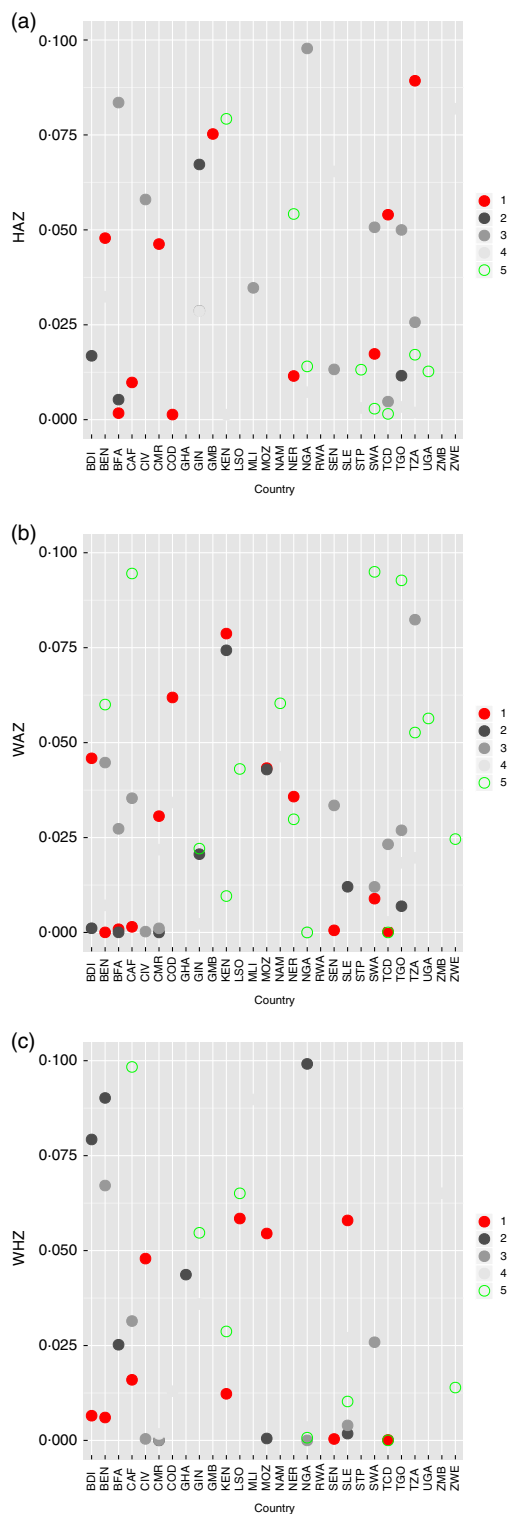 (a)
0·100
0·075
0·050
0·025
0·000
HAZ
BDI BEN BFA CAF CIV CMR COD GHA GIN GMB KEN LSO MLI MOZ NAM NER NGA RWA SEN SLE STP SWA TCD TGO TZA UGA ZMB ZWE
Country
1
2
3
4
5
(b)
0·100
0·075
0·050
0·025
0·000
WAZ
BDI BEN BFA CAF CIV CMR COD GHA GIN GMB KEN LSO MLI MOZ NAM NER NGA RWA SEN SLE STP SWA TCD TGO TZA UGA ZMB ZWE
Country
1
2
3
4
5
(c)
0·100
0·075
0·050
0·025
0·000
WHZ
BDI BEN BFA CAF CIV CMR COD GHA GIN GMB KEN LSO MLI MOZ NAM NER NGA RWA SEN SLE STP SWA TCD TGO TZA UGA ZMB ZWE
Country
1
2
3
4
5